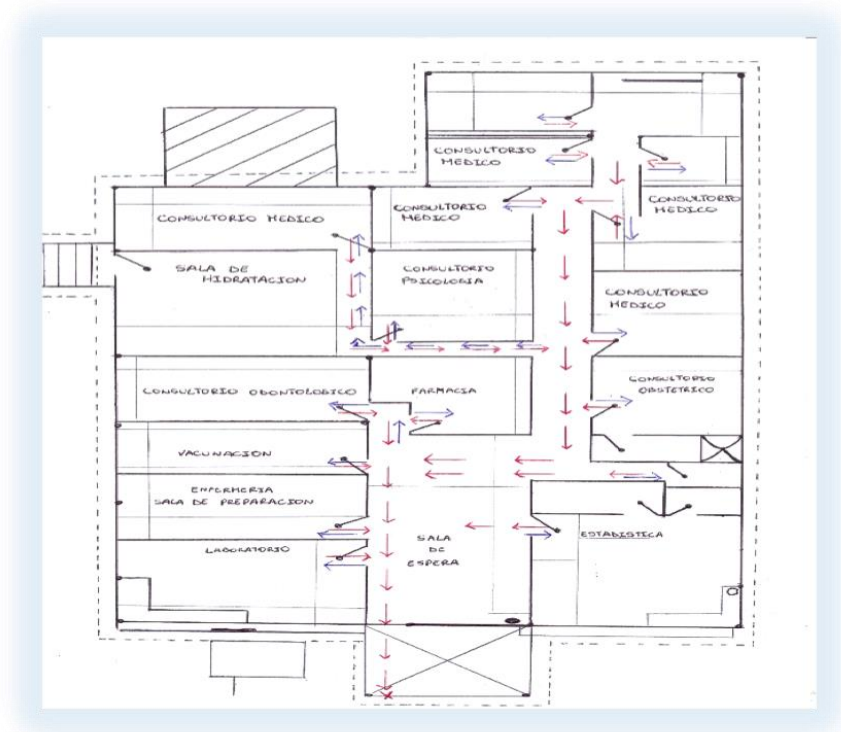 CONSULTORIO
MEDICO
CONSULTORIO
MEDICO
CONSULTORIO MEDICO
CONSULTORIO
MEDICO
SALA DE
HIDRATACION
CONSULTORIO
PSICOLOGIA
CONSULTORIO
MEDICO
CONSULTORIO ODONTOLOGICO
FARMACIA
CONSULTORIO
OBSTETRICO
VACUNACION
ENFERMERIA
SALA DE PREPARACION
LABORATORIO
SALA
DE
ESPERA
ESTADISTICA